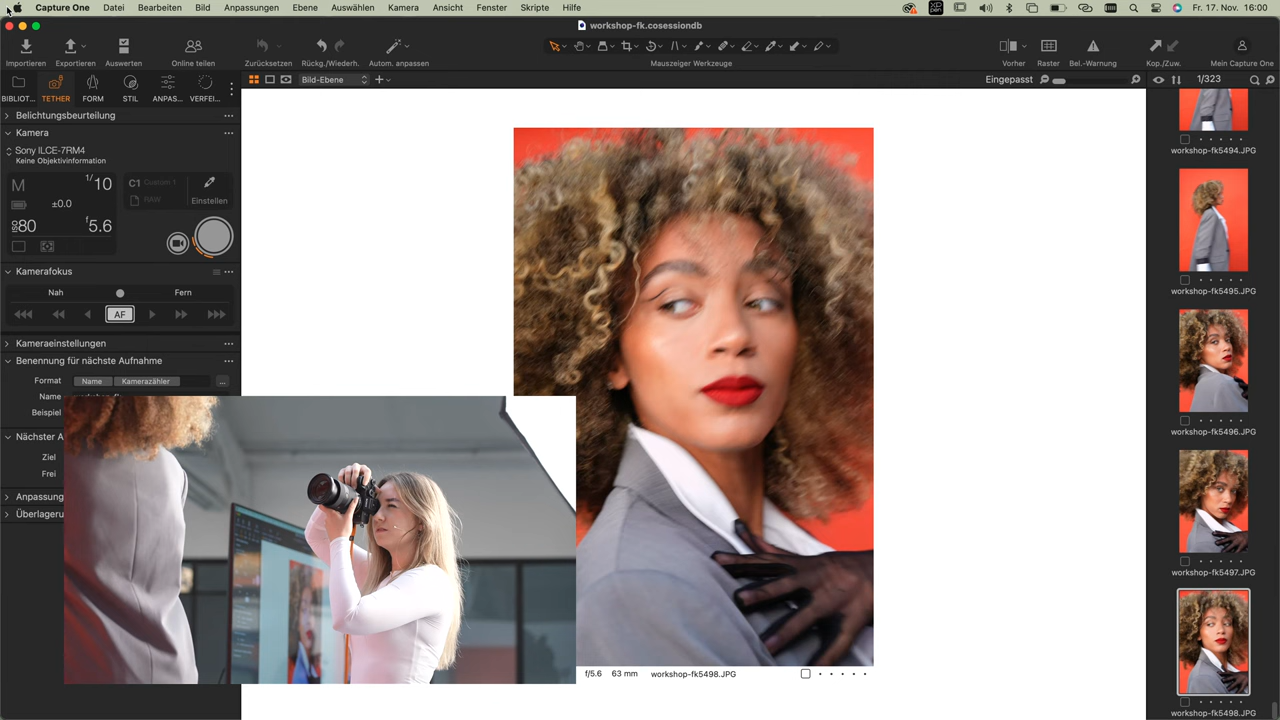 Capture One Datei Bearbeiten Bild Anpassungen Ebene Auswählen Kamera Ansicht Fenster Skripte Hilfe
XP PEN
Fr. 17. Nov. 16:00
workshop-fk.cosessiondb
Importieren Exportieren Auswerten Online teilen Zurücksetzen Rückg./Wiederh. Autom. anpassen Mauszeiger Werkzeuge Vorher Raster Bel.-Warnung Kop./Zuw. Mein Capture One
BIBLIOT... TETHER FORM STIL ANPAS... VERFEI...
Bild-Ebene
Eingepasst
1/323
Belichtungsbeurteilung
Kamera
Sony ILCE-7RM4
Keine Objektivinformation
M 1/10
±0.0
ISO 80 f5.6
C1 Custom 1
RAW
Einstellen
Kamerafokus
Nah Fern
AF
Kameraeinstellungen
Benennung für nächste Aufnahme
Format Name Kamerazähler ...
Name
Beispiel
Nächster A
Ziel
Frei
Anpassung
Überlageru
f/5.6 63 mm workshop-fk5498.JPG
workshop-fk5494.JPG
workshop-fk5495.JPG
workshop-fk5496.JPG
workshop-fk5497.JPG
workshop-fk5498.JPG